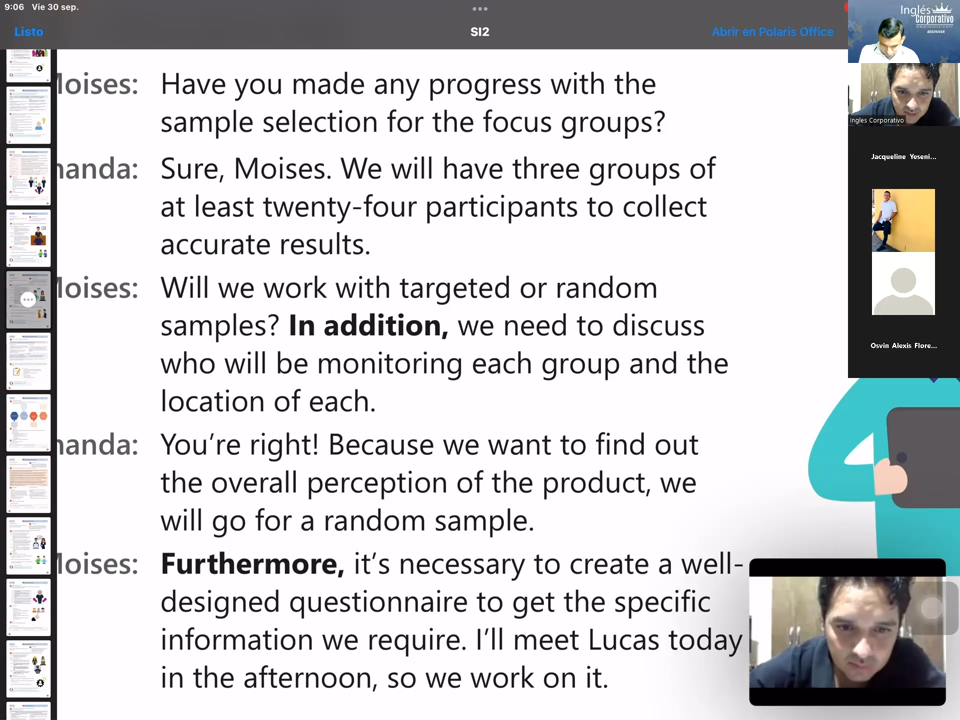 9:06 Vie 30 sep.
Listo
SI2
Abrir en Polaris Office
Inglés
Corporativo
Moises: Have you made any progress with the
sample selection for the focus groups?
manda: Sure, Moises. We will have three groups of
at least twenty-four participants to collect
accurate results.
Moises: Will we work with targeted or random
samples? In addition, we need to discuss
who will be monitoring each group and the
location of each.
manda: You're right! Because we want to find out
the overall perception of the product, we
will go for a random sample.
Moises: Furthermore, it's necessary to create a well-
designed questionnaire to get the specific
information we require. I'll meet Lucas today
in the afternoon, so we work on it.
Ingles Corporativo
Jacqueline Yeseni...
Osvin Alexis Flore...